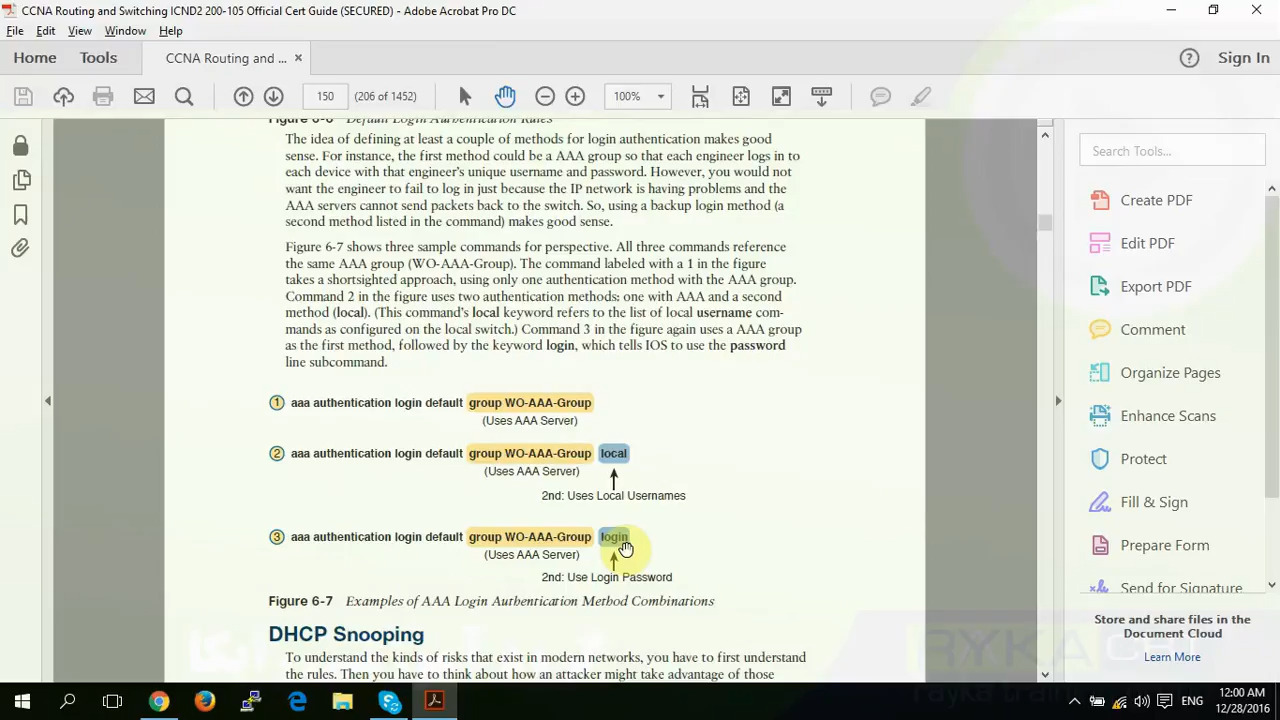 CCNA Routing and Switching ICND2 200-105 Official Cert Guide (SECURED) - Adobe Acrobat Pro DC
File Edit View Window Help
Home Tools CCNA Routing and ... × Sign In
150 (206 of 1452) 100%
Figure 6-6 Default Login Authentication Rules
The idea of defining at least a couple of methods for login authentication makes good
sense. For instance, the first method could be a AAA group so that each engineer logs in to
each device with that engineer's unique username and password. However, you would not
want the engineer to fail to log in just because the IP network is having problems and the
AAA servers cannot send packets back to the switch. So, using a backup login method (a
second method listed in the command) makes good sense.
Figure 6-7 shows three sample commands for perspective. All three commands reference
the same AAA group (WO-AAA-Group). The command labeled with a 1 in the figure
takes a shortsighted approach, using only one authentication method with the AAA group.
Command 2 in the figure uses two authentication methods: one with AAA and a second
method (local). (This command's local keyword refers to the list of local username com-
mands as configured on the local switch.) Command 3 in the figure again uses a AAA group
as the first method, followed by the keyword login, which tells IOS to use the password
line subcommand.
1 aaa authentication login default group WO-AAA-Group
(Uses AAA Server)
2 aaa authentication login default group WO-AAA-Group local
(Uses AAA Server)
2nd: Uses Local Usernames
3 aaa authentication login default group WO-AAA-Group login
(Uses AAA Server)
2nd: Use Login Password
Figure 6-7 Examples of AAA Login Authentication Method Combinations
DHCP Snooping
To understand the kinds of risks that exist in modern networks, you have to first understand
the rules. Then you have to think about how an attacker might take advantage of those
Search Tools...
Create PDF
Edit PDF
Export PDF
Comment
Organize Pages
Enhance Scans
Protect
Fill & Sign
Prepare Form
Send for Signature
Store and share files in the
Document Cloud
Learn More
ENG
12:00 AM
12/28/2016